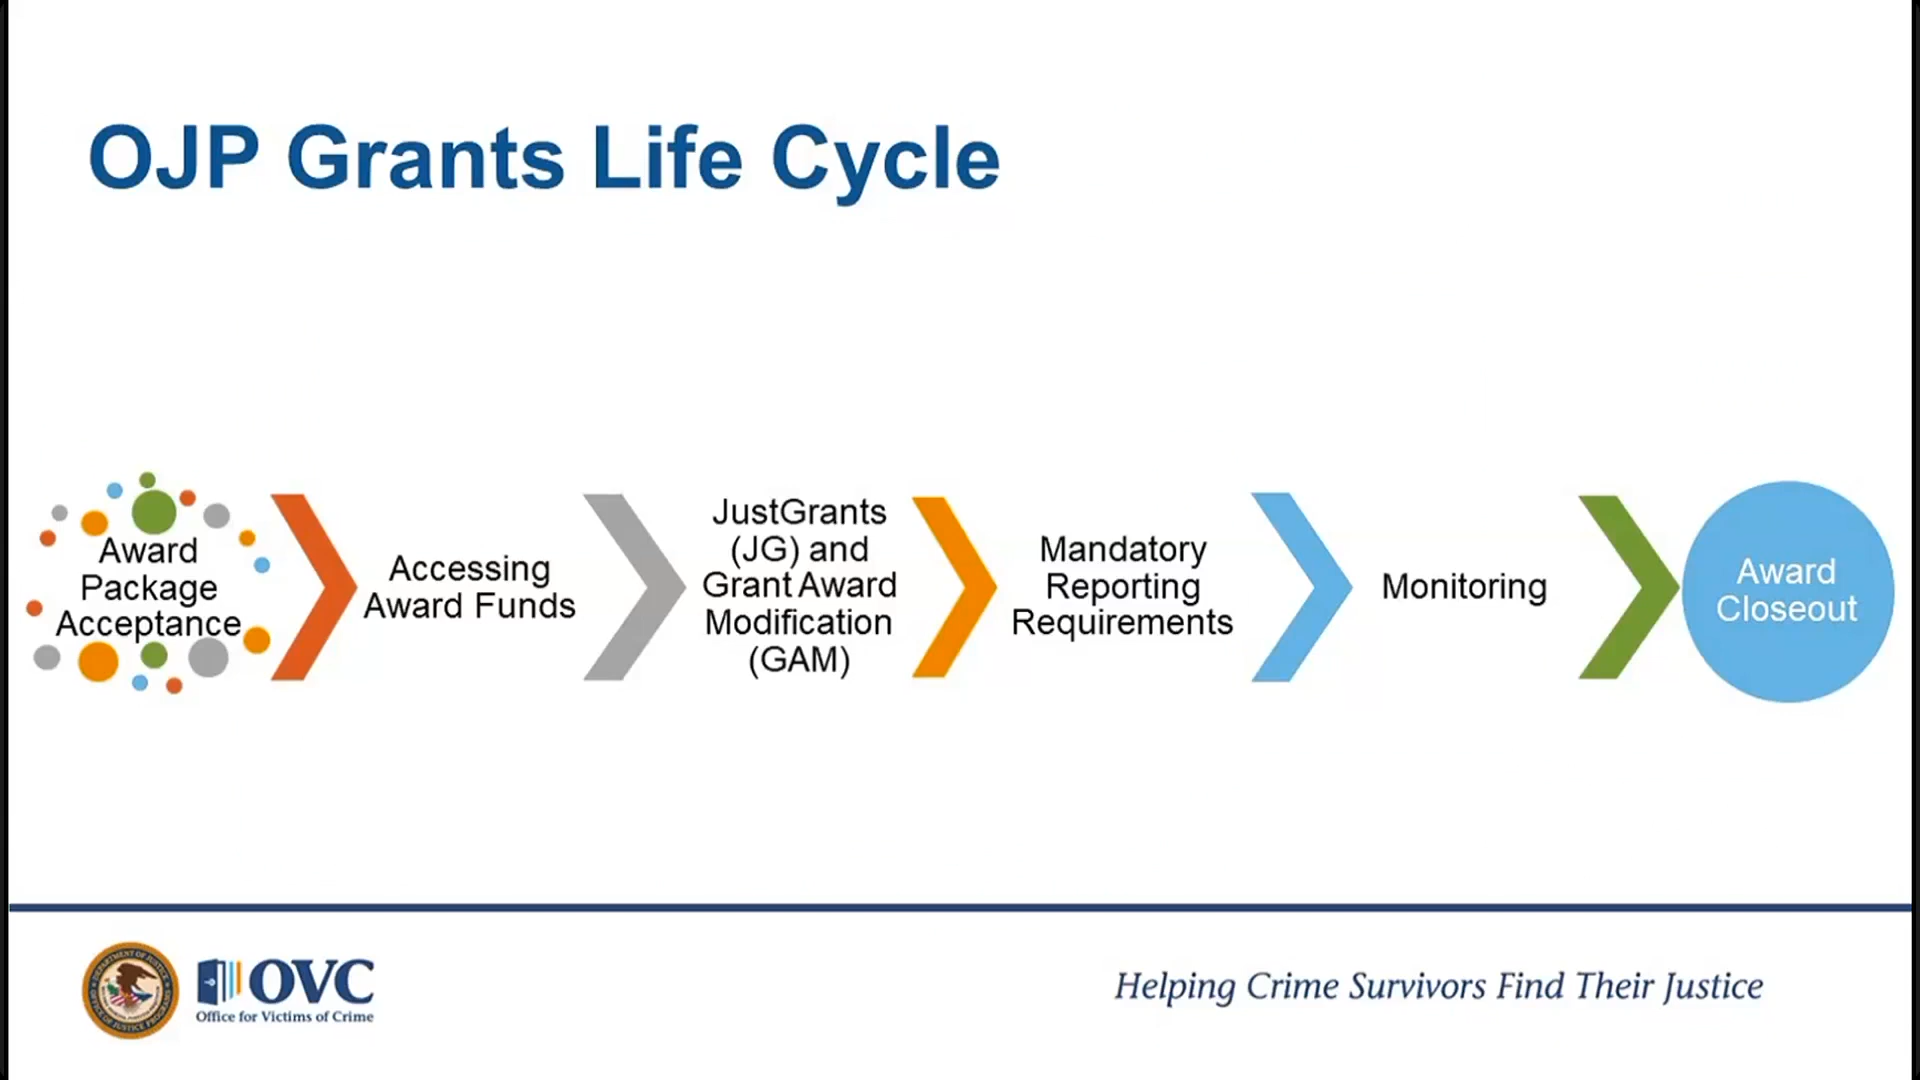 OJP Grants Life Cycle
Award
Package
Acceptance
Accessing
Award Funds
JustGrants
(JG) and
Grant Award
Modification
(GAM)
Mandatory
Reporting
Requirements
Monitoring
Award
Closeout
OVC
Office for Victims of Crime
Helping Crime Survivors Find Their Justice